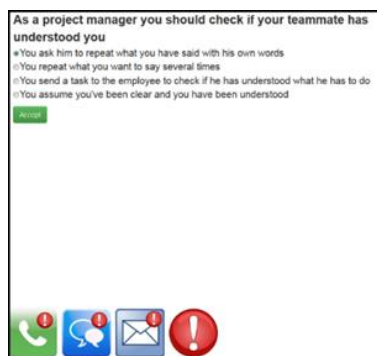 As a project manager you should check if your teammate has
understood you
You ask him to repeat what you have said with his own words
You repeat what you want to say several times
You send a task to the employee to check if he has understood what he has to do
You assume you've been clear and you have been understood
Accept